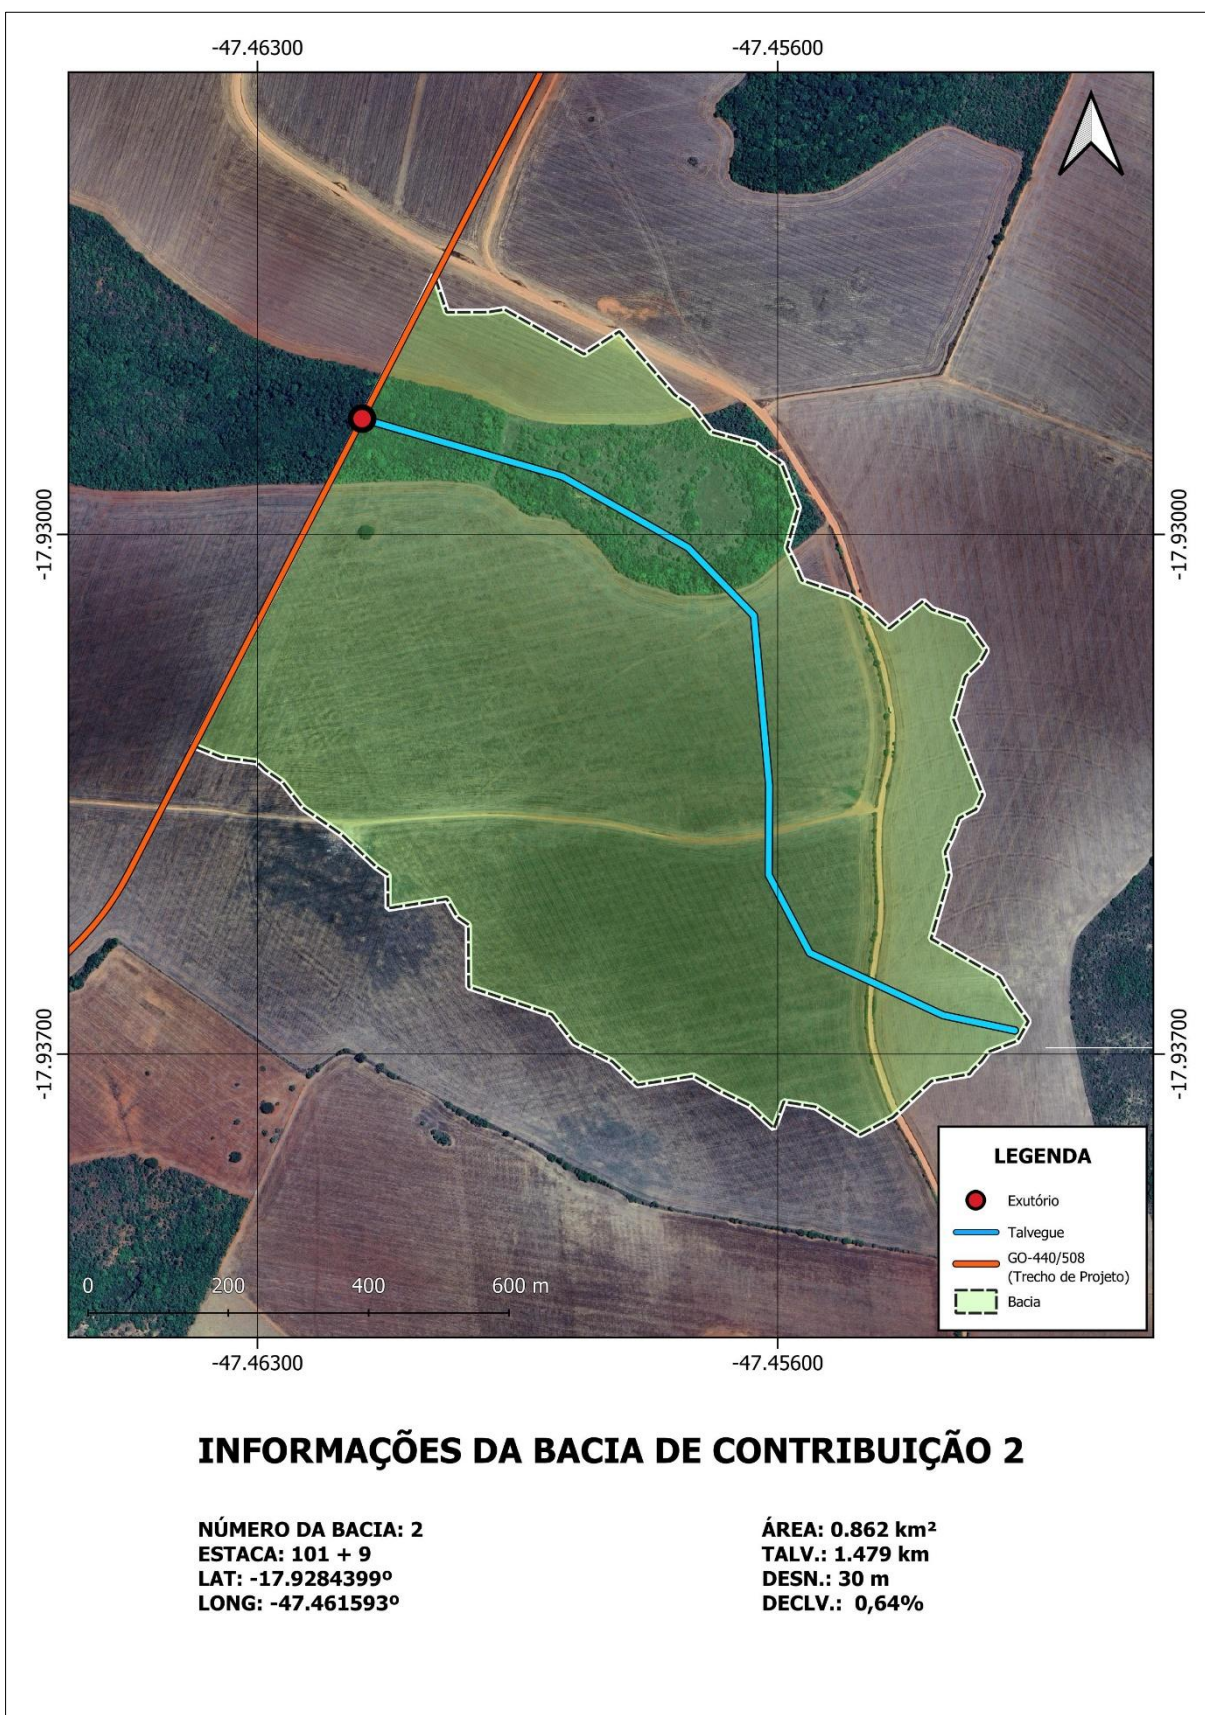 -47.46300
-47.45600
-17.93000
-17.93000
-17.93700
-17.93700
LEGENDA
Exutório
Talvegue
GO-440/508
(Trecho de Projeto)
Bacia
0
200
400
600 m
-47.46300
-47.45600
INFORMAÇÕES DA BACIA DE CONTRIBUIÇÃO 2
NÚMERO DA BACIA: 2
ESTACA: 101 + 9
LAT: -17.9284399º
LONG: -47.461593º
ÁREA: 0.862 km²
TALV.: 1.479 km
DESN.: 30 m
DECLV.: 0,64%